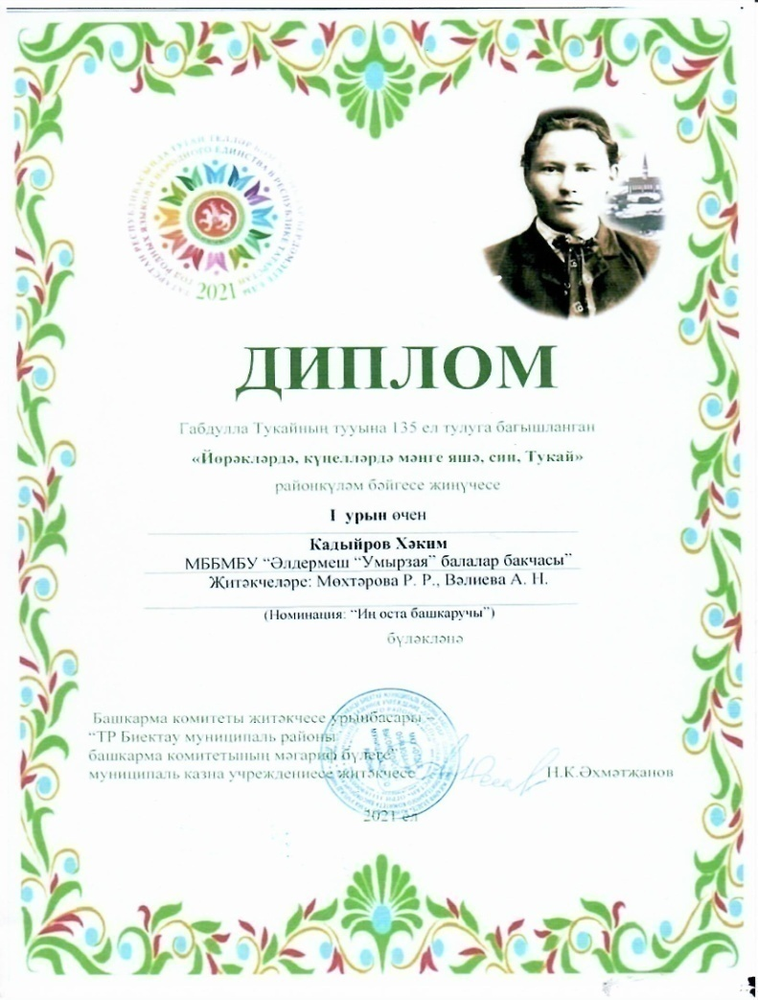 2021
ДИПЛОМ
Габдулла Тукайның тууына 135 ел тулуга багышланган
«Йөрәкләрдә, күңелләрдә мәнге яшә, син, Тукай»
районкүләм бәйгесе җиңүчесе
I урын өчен
Кадыйров Хәким
МББМБУ “Әлдермеш “Умырзая” балалар бакчасы”
Җитәкчеләре: Мөхтәрова Р. Р., Вәлиева А. Н.
(Номинация: “Иң оста башкаручы”)
бүләкләнә
Башкарма комитеты җитәкчесе урынбасары –
“ТР Биектау муниципаль районы
башкарма комитетының мәгариф бүлеге”
муниципаль казна учреждениесе җитәкчесе Н.К.Әхмәтҗанов
2021 ел